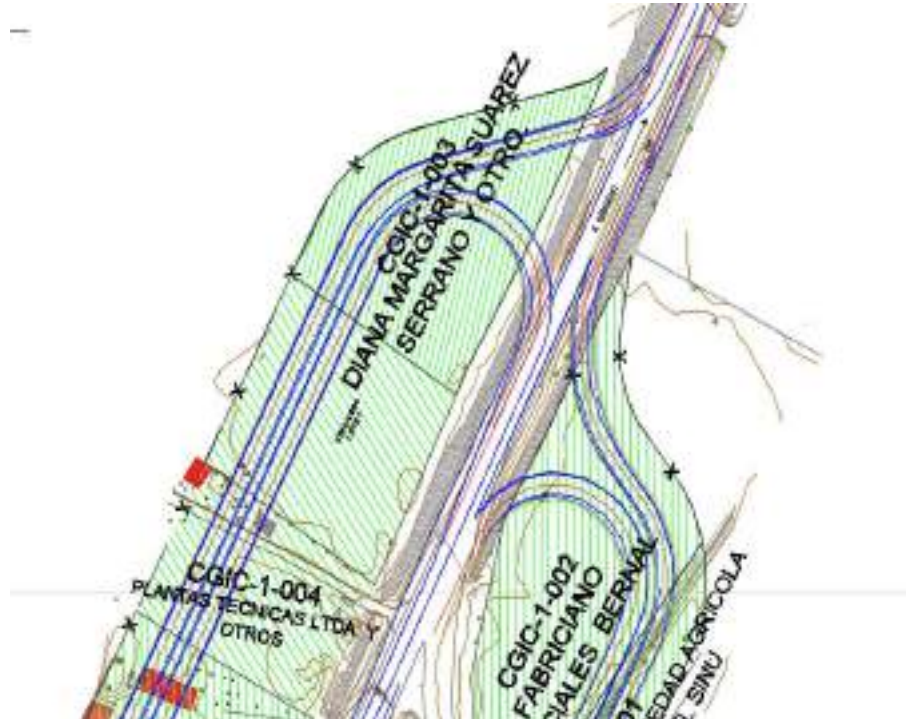 CGIC-1-003
DIANA MARGARITA SUAREZ
SERRANO Y OTRO
CGIC-1-004
PLANTAS TECNICAS LTDA Y
OTROS
CGIC-1-002
FABRICIANO
CIALES BERNAL
01
EDAD AGRICOLA
L SINU